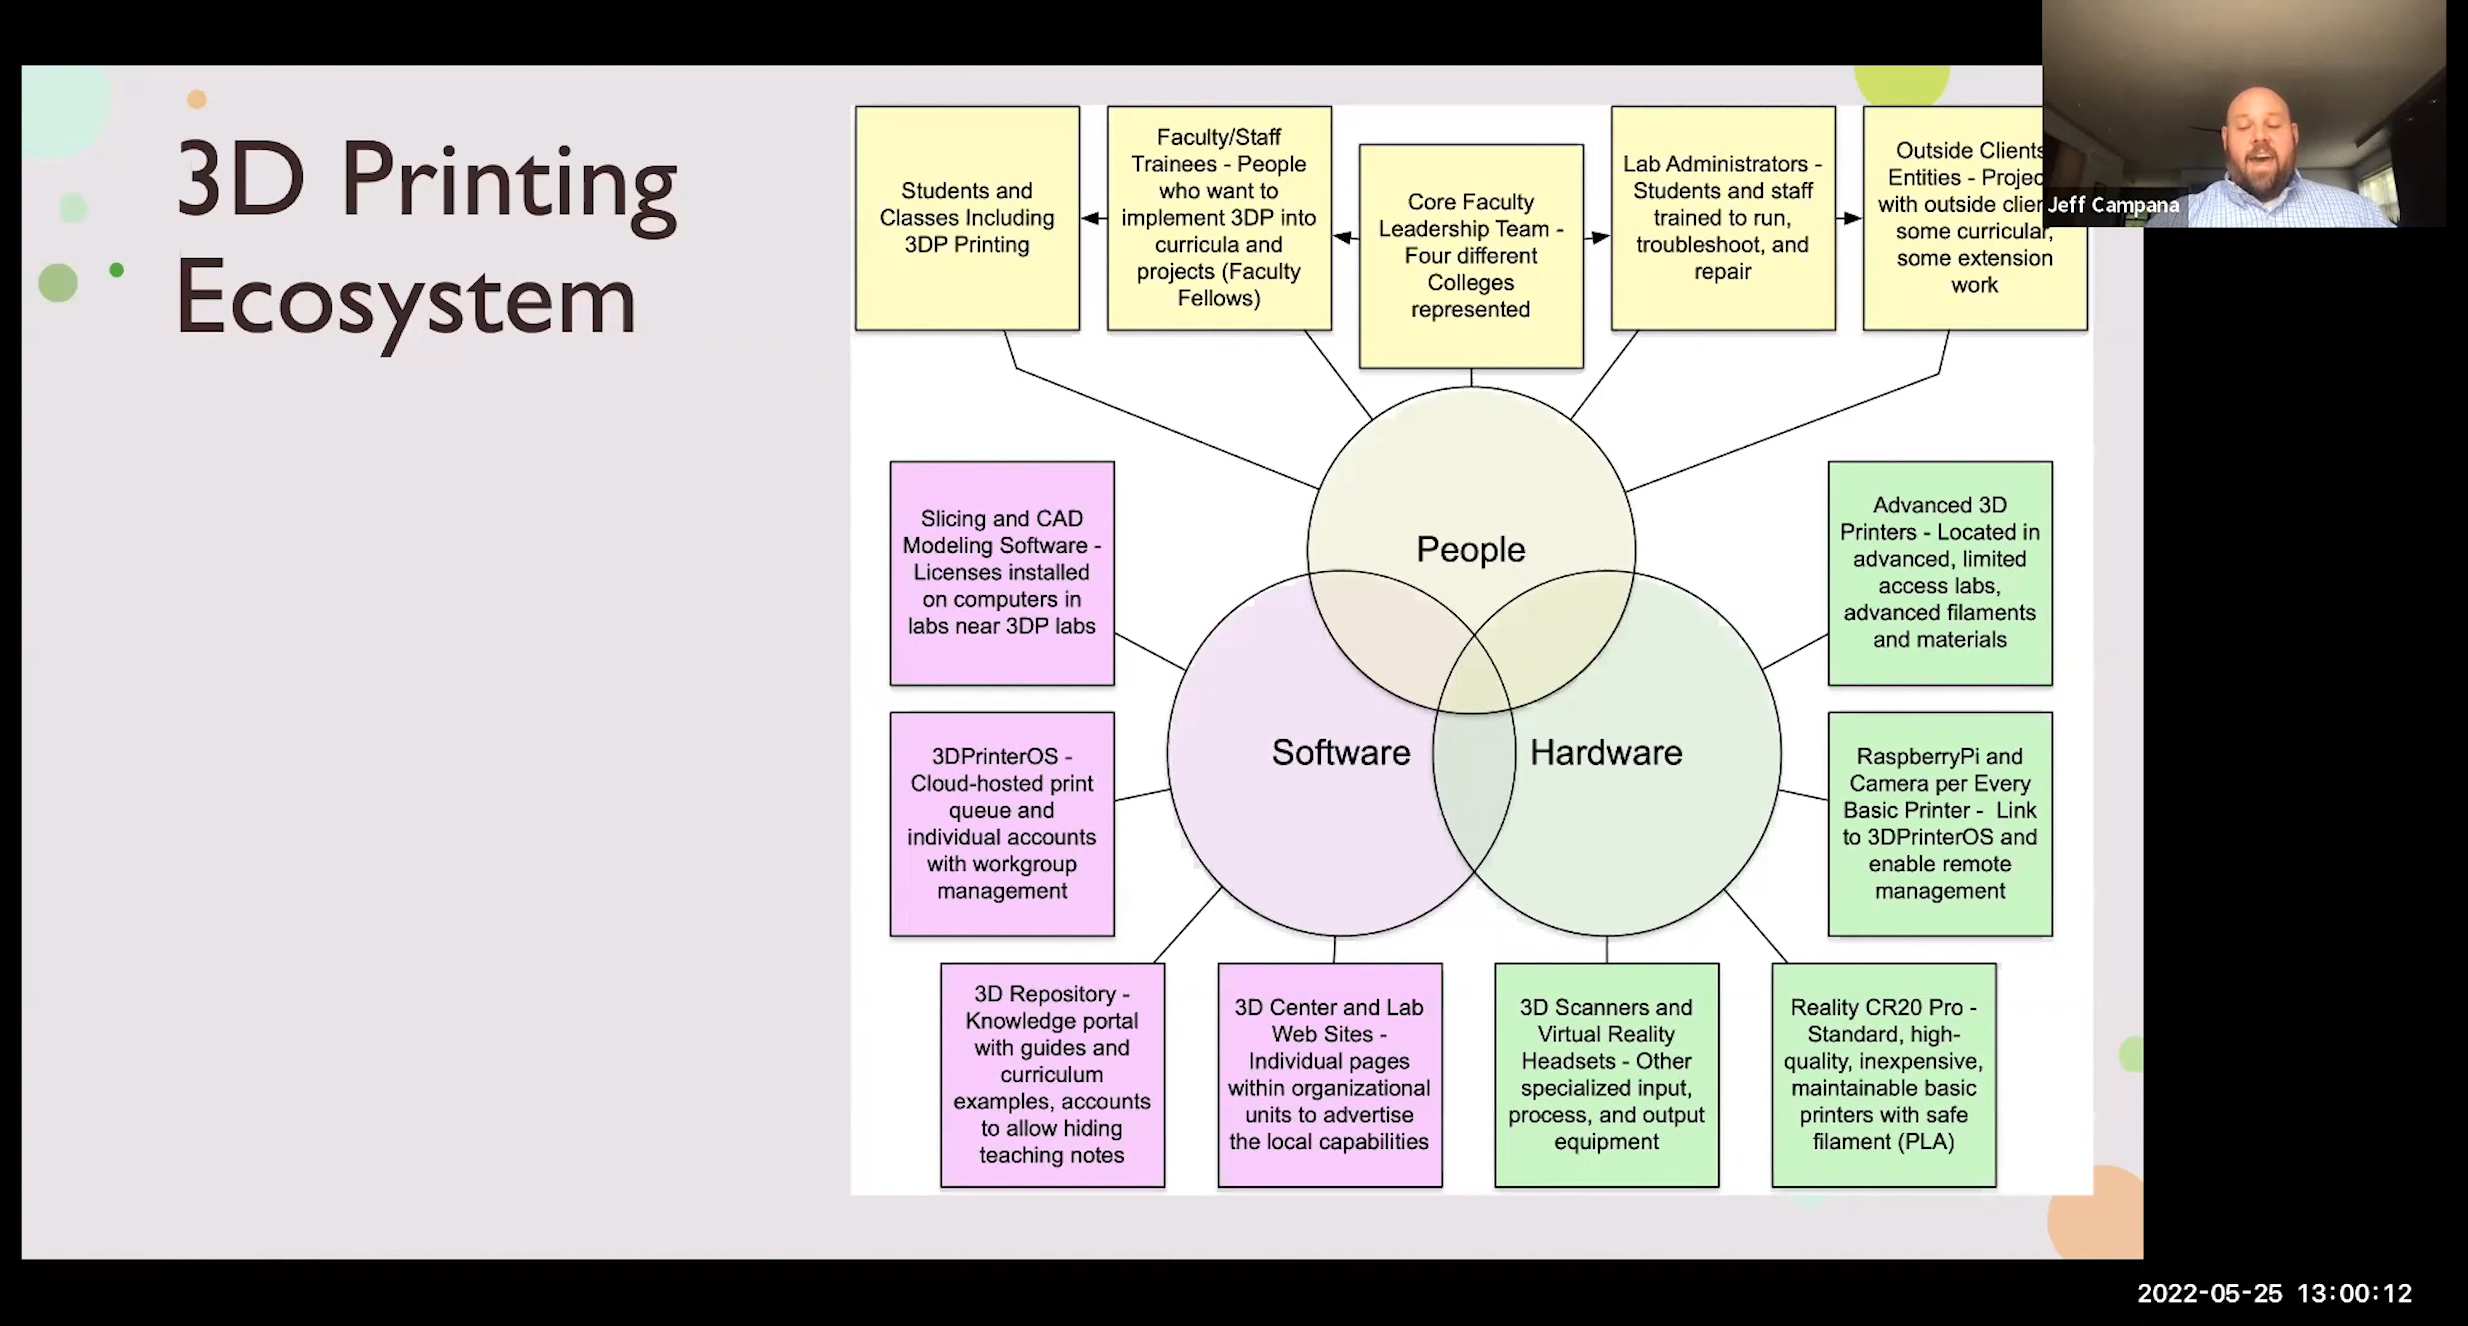 3D Printing
Ecosystem
Students and
Classes Including
3DP Printing
Faculty/Staff
Trainees - People
who want to
implement 3DP into
curricula and
projects (Faculty
Fellows)
Core Faculty
Leadership Team -
Four different
Colleges
represented
Lab Administrators -
Students and staff
trained to run,
troubleshoot, and
repair
Outside Clients
Entities -
with outside
some curricular,
some extension
work
Jeff Campana
People
Software
Hardware
Slicing and CAD
Modeling Software -
Licenses installed
on computers in
labs near 3DP labs
3DPrinterOS -
Cloud-hosted print
queue and
individual accounts
with workgroup
management
3D Repository -
Knowledge portal
with guides and
curriculum
examples, accounts
to allow hiding
teaching notes
3D Center and Lab
Web Sites -
Individual pages
within organizational
units to advertise
the local capabilities
3D Scanners and
Virtual Reality
Headsets - Other
specialized input,
process, and output
equipment
Reality CR20 Pro -
Standard, high-
quality, inexpensive,
maintainable basic
printers with safe
filament (PLA)
Advanced 3D
Printers - Located in
advanced, limited
access labs,
advanced filaments
and materials
RaspberryPi and
Camera per Every
Basic Printer - Link
to 3DPrinterOS and
enable remote
management
2022-05-25 13:00:12